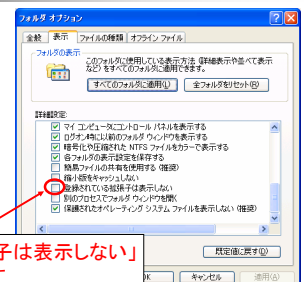 フォルダ オプション
全般 表示 ファイルの種類 オフライン ファイル
フォルダの表示
このフォルダに使用している表示方法 (詳細表示や並べて表示
など) をすべてのフォルダに適用できます。
すべてのフォルダに適用(L) 全フォルダをリセット(R)
詳細設定:
マイ コンピュータにコントロール パネルを表示する
ログオン時に以前のフォルダ ウィンドウを表示する
暗号化や圧縮された NTFS ファイルをカラーで表示する
各フォルダの表示設定を保存する
簡易ファイルの共有を使用する (推奨)
縮小版をキャッシュしない
登録されている拡張子は表示しない
別のプロセスでフォルダ ウィンドウを開く
保護されたオペレーティング システム ファイルを表示しない (推奨)
子は表示しない」
既定値に戻す(D)
キャンセル 適用(A)